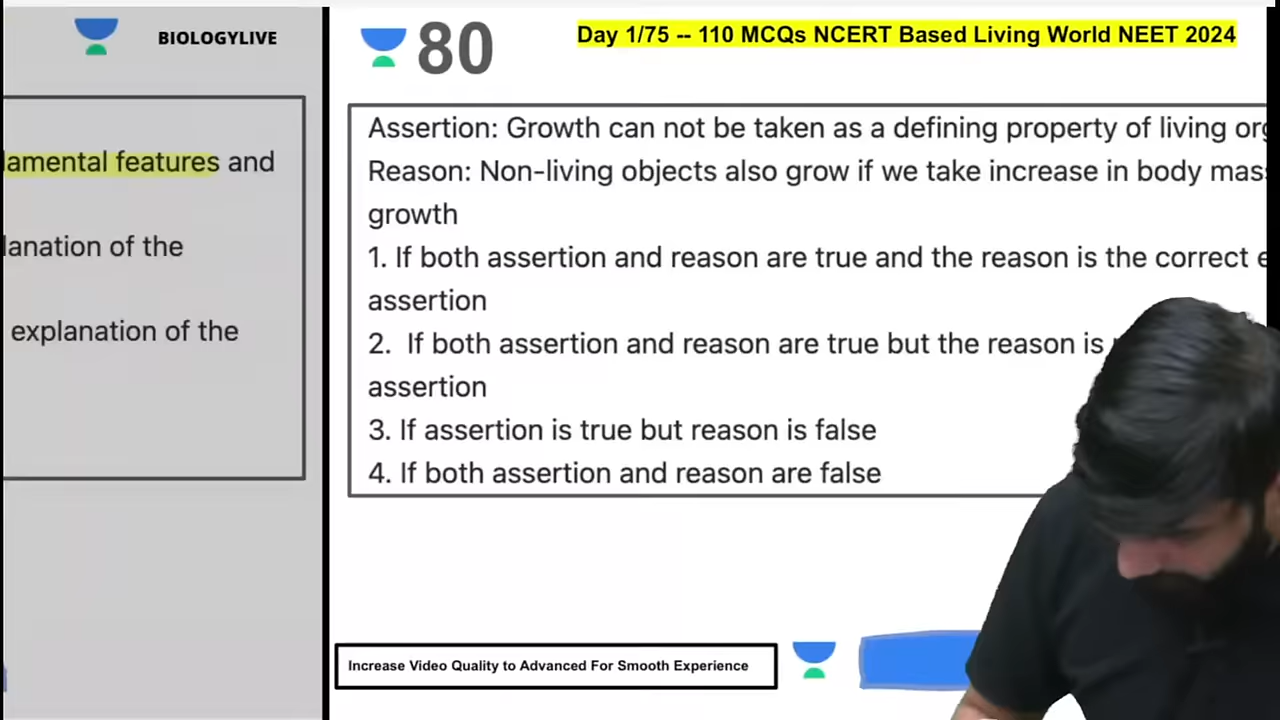 BIOLOGYLIVE
features and
of the
explanation of the
80
Day 1/75 -- 110 MCQs NCERT Based Living World NEET 2024
Assertion: Growth can not be taken as a defining property of living
Reason: Non-living objects also grow if we take increase in body
growth
1. If both assertion and reason are true and the reason is the correct
assertion
2. If both assertion and reason are true but the reason is
assertion
3. If assertion is true but reason is false
4. If both assertion and reason are false
Increase Video Quality to Advanced For Smooth Experience